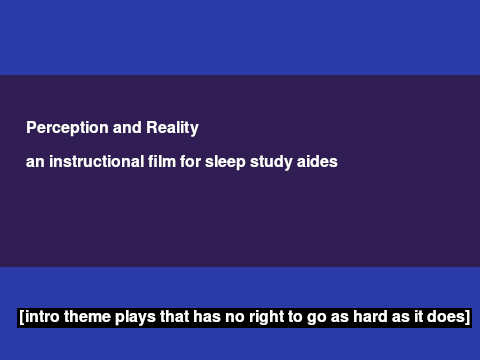 Perception and Reality
an instructional film for sleep study aides
[intro theme plays that has no right to go as hard as it does]